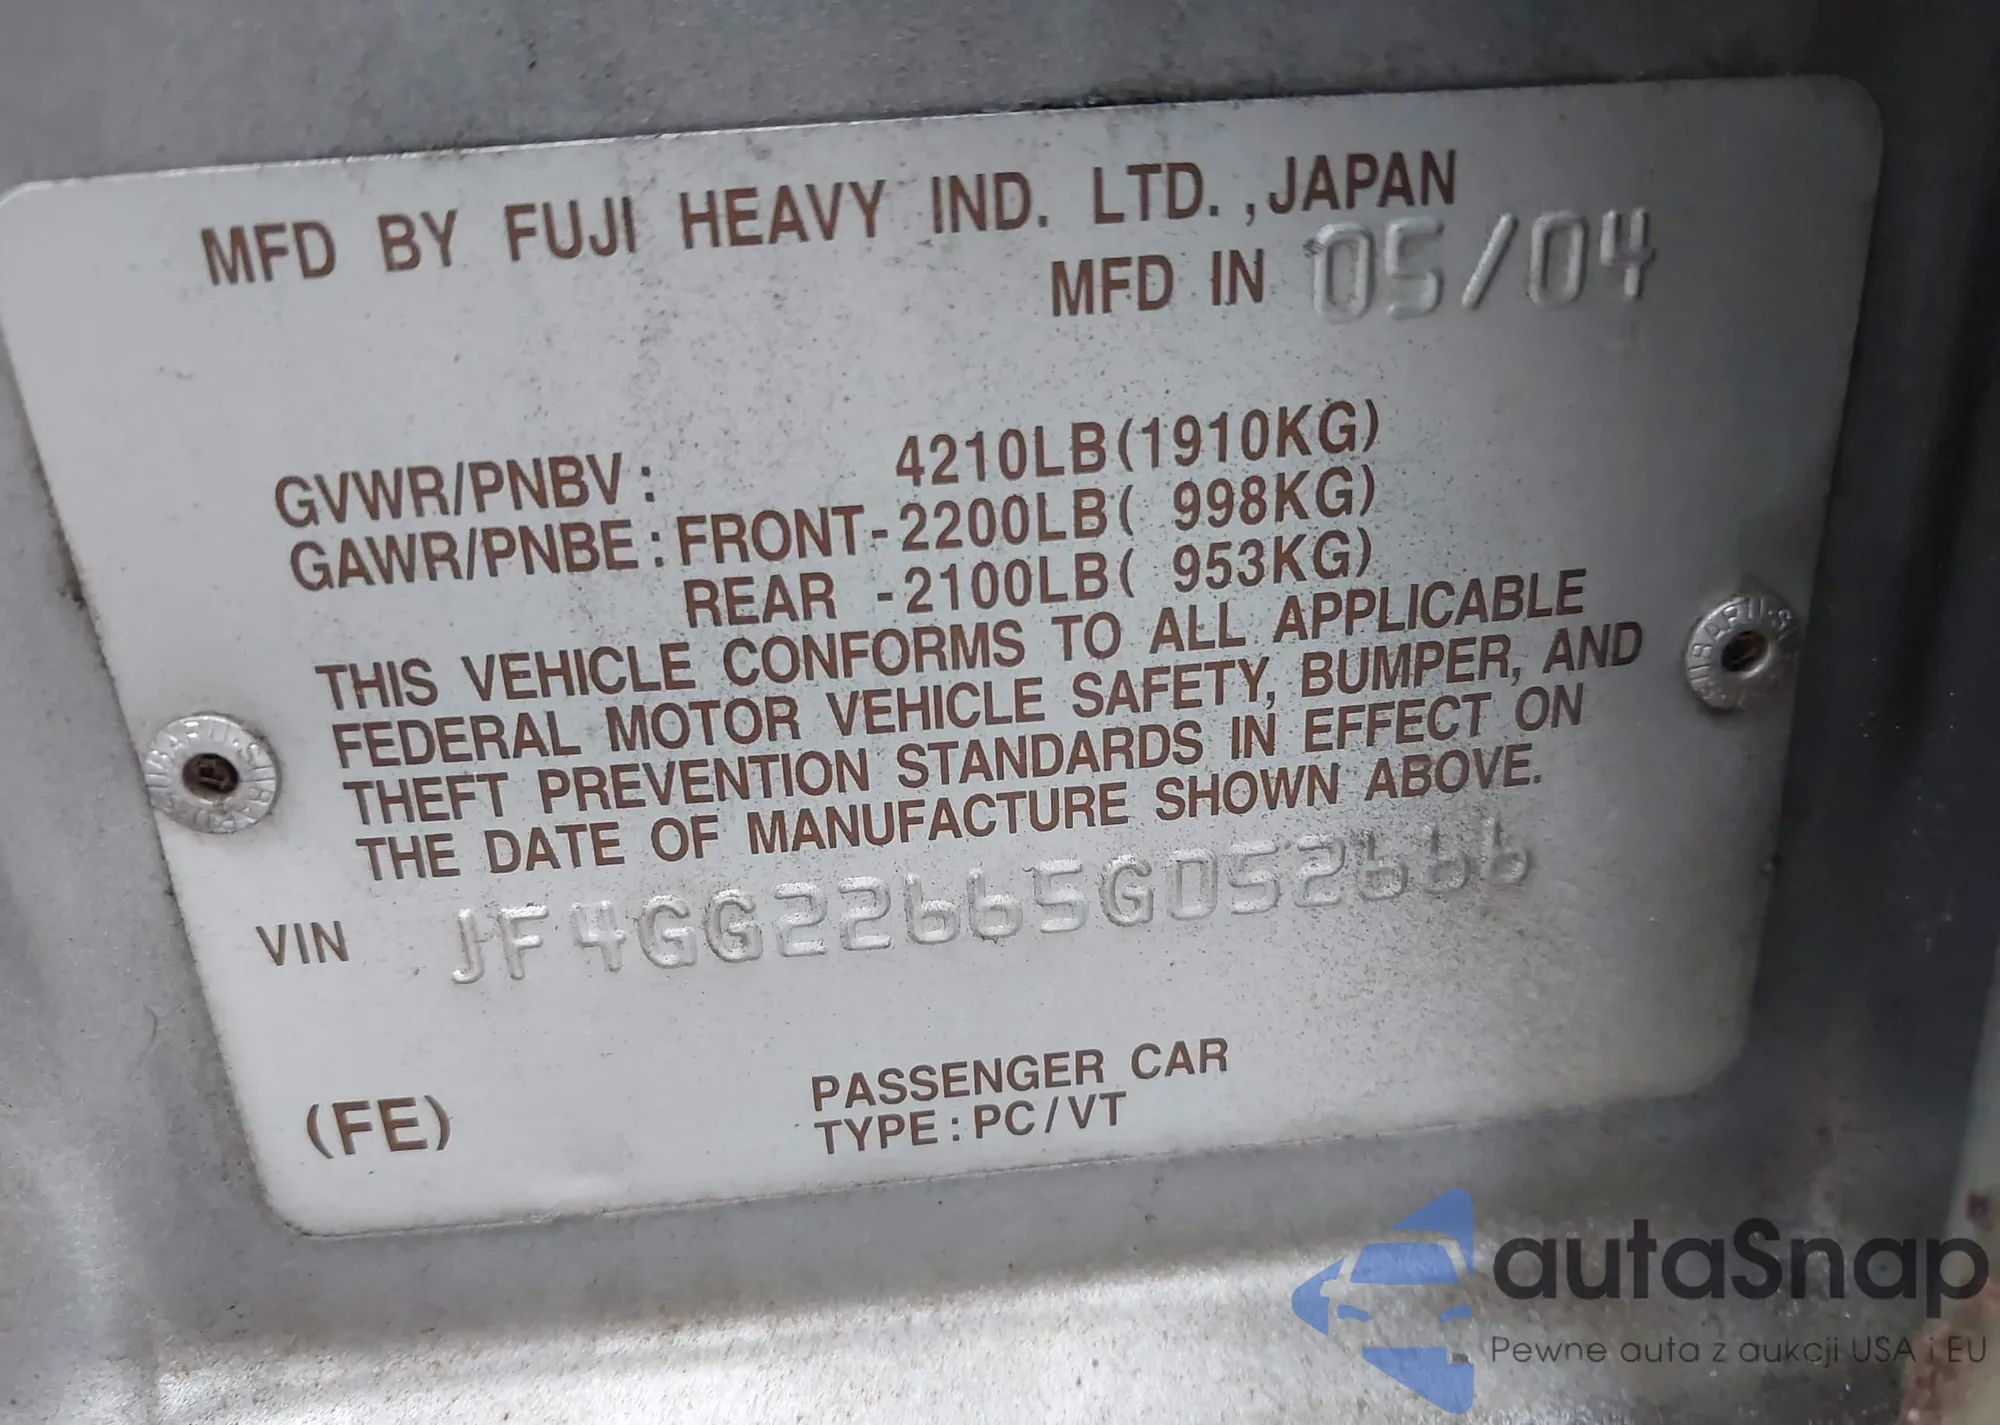 MFD BY FUJI HEAVY IND. LTD.,JAPAN
MFD IN 05/04
GVWR/PNBV: 4210LB(1910KG)
GAWR/PNBE:FRONT-2200LB( 998KG)
REAR -2100LB( 953KG)
THIS VEHICLE CONFORMS TO ALL APPLICABLE
FEDERAL MOTOR VEHICLE SAFETY, BUMPER, AND
THEFT PREVENTION STANDARDS IN EFFECT ON
THE DATE OF MANUFACTURE SHOWN ABOVE.
VIN JF4GG22665G052666
(FE)
PASSENGER CAR
TYPE:PC/VT
autaSnap
Pewne auta z aukcji USA i EU